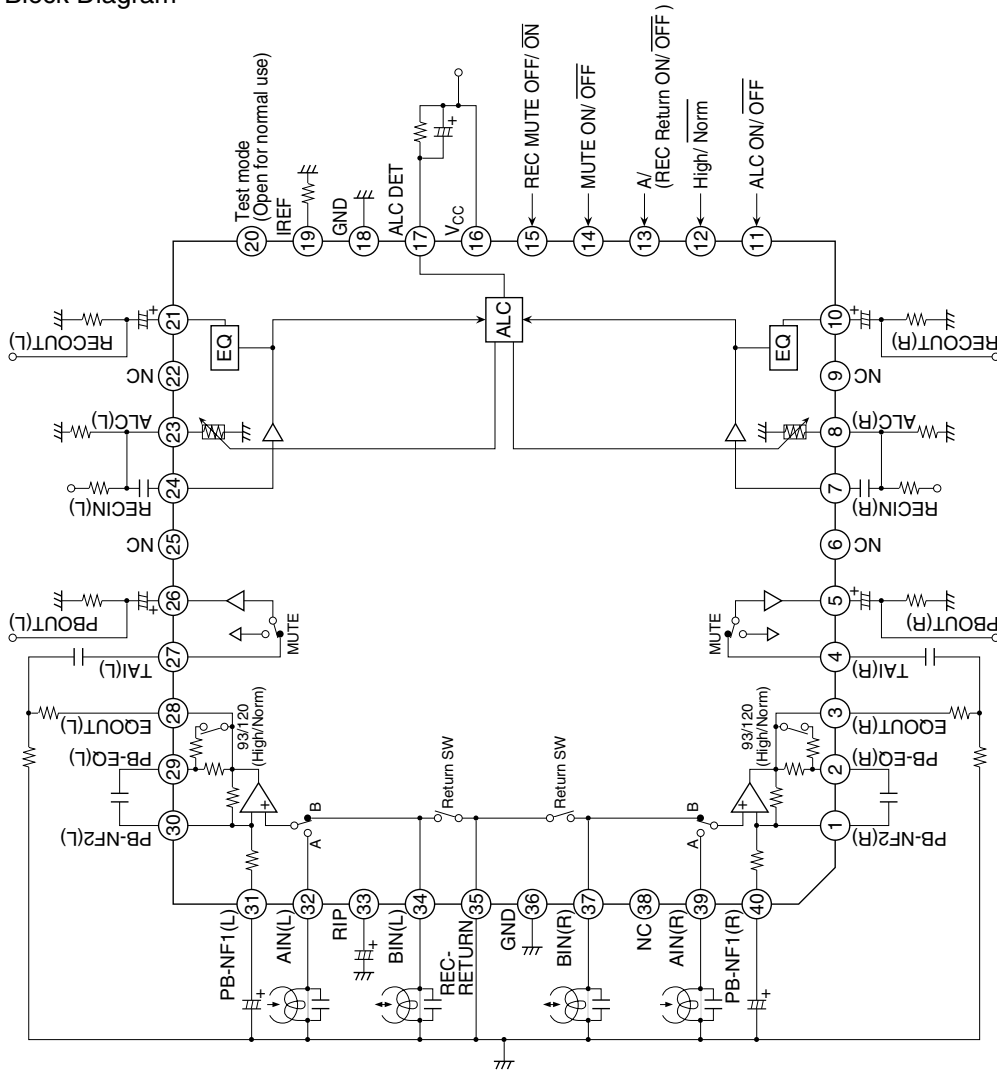 Block Diagram
Test mode
(Open for normal use)
20
IREF
19
GND
18
ALC DET
17
VCC
16
REC MUTE OFF/ ON
15
MUTE ON/ OFF
14
A/
(REC Return ON/ OFF )
13
High/ Norm
12
ALC ON/ OFF
11
RECOUT(L)
+
21
EQ
NC
22
ALC(L)
23
RECIN(L)
24
NC
25
PBOUT(L)
+
26
TAI(L)
27
MUTE
EQOUT(L)
28
PB-EQ(L)
29
93/120
(High/Norm)
PB-NF2(L)
30
+
ALC
+
RECOUT(R)
+
10
EQ
NC
9
ALC(R)
8
RECIN(R)
7
NC
6
PBOUT(R)
+
5
TAI(R)
4
MUTE
EQOUT(R)
3
PB-EQ(R)
2
93/120
(High/Norm)
PB-NF2(R)
1
+
A
B
Return SW
Return SW
B
A
31
PB-NF1(L)
+
32
AIN(L)
33
RIP
+
34
BIN(L)
35
REC-
RETURN
36
GND
37
BIN(R)
38
NC
39
AIN(R)
40
PB-NF1(R)
+